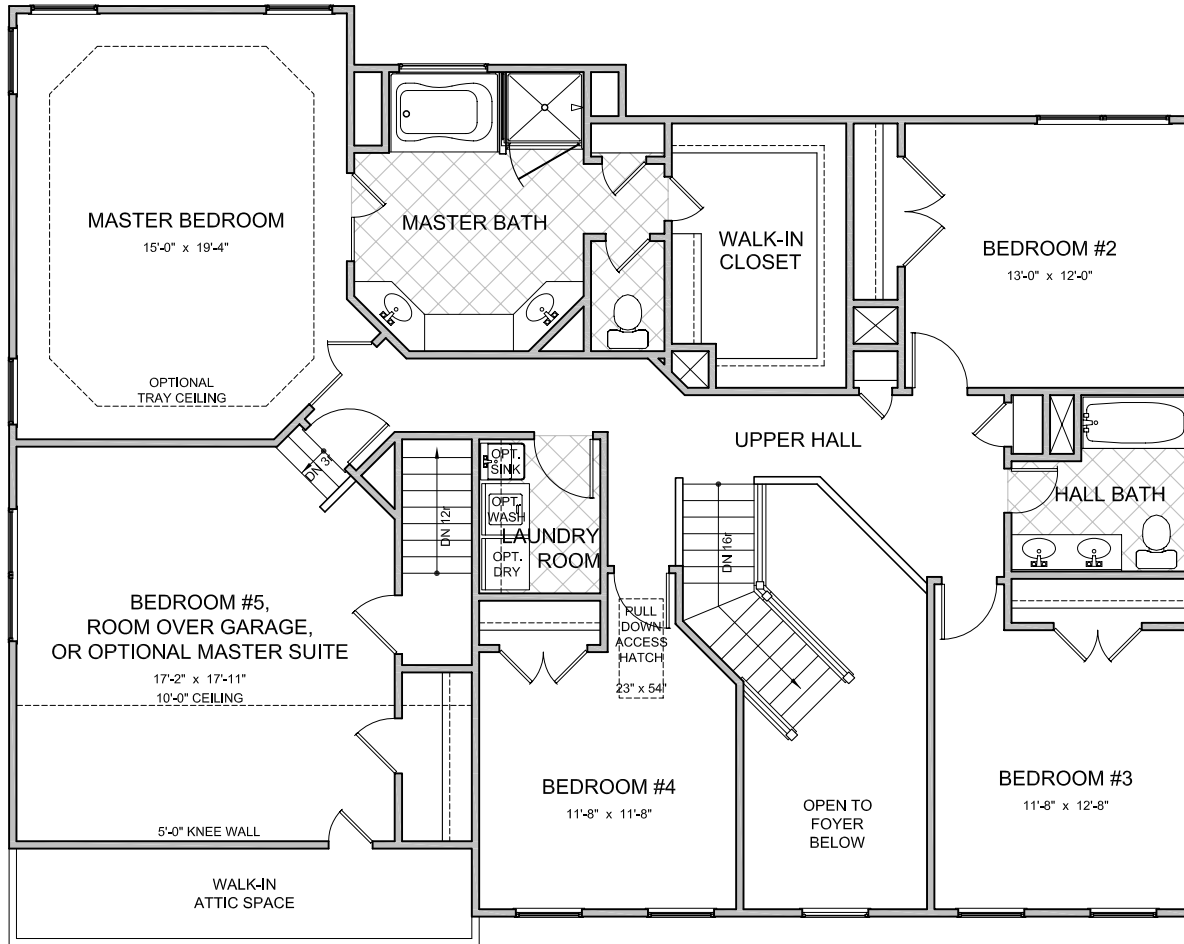 MASTER BEDROOM
15'-0" x 19'-4"
OPTIONAL
TRAY CEILING
MASTER BATH
WALK-IN
CLOSET
BEDROOM #2
13'-0" x 12'-0"
UPPER HALL
HALL BATH
DN 3r
DN 12r
OPT.
SINK
OPT.
WASH
OPT.
DRY
LAUNDRY
ROOM
DN 16r
BEDROOM #5,
ROOM OVER GARAGE,
OR OPTIONAL MASTER SUITE
17'-2" x 17'-11"
10'-0" CEILING
5'-0" KNEE WALL
WALK-IN
ATTIC SPACE
PULL
DOWN
ACCESS
HATCH
23" x 54"
BEDROOM #4
11'-8" x 11'-8"
OPEN TO
FOYER
BELOW
BEDROOM #3
11'-8" x 12'-8"